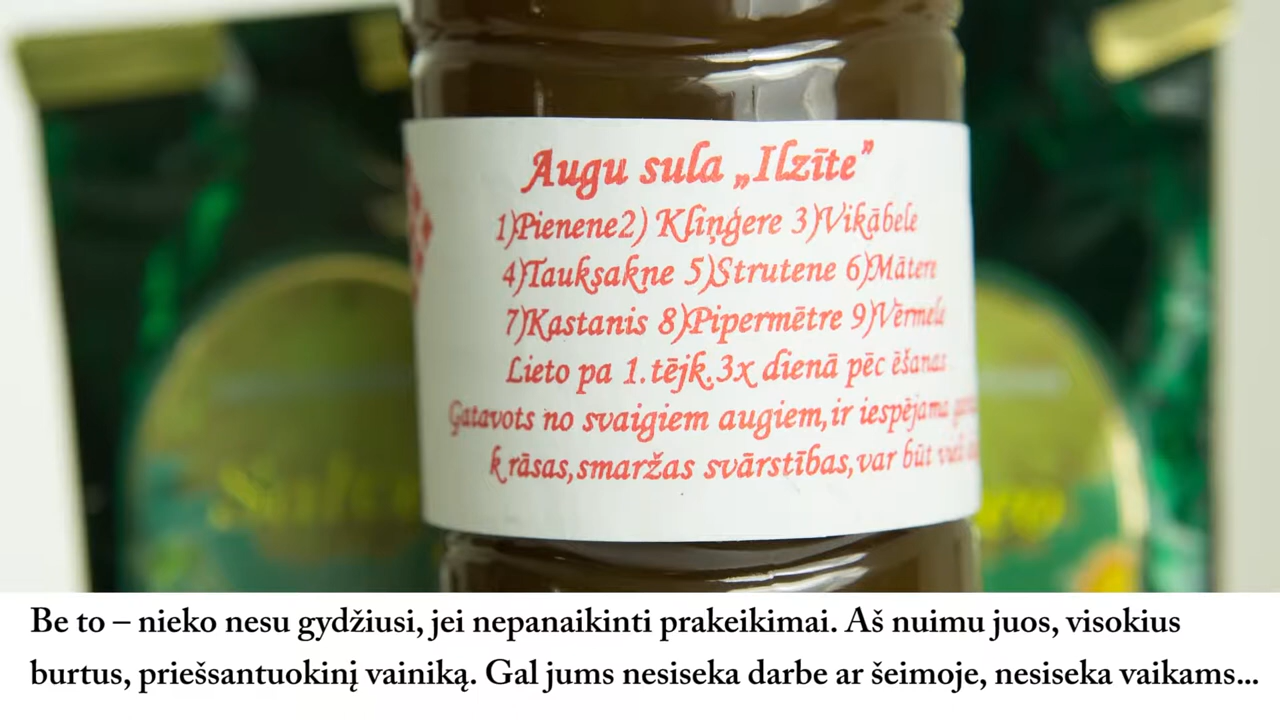 Augu sula „Ilzīte”
1)Pienene2) Kliņģere 3)Vikābele
4)Tauksakne 5)Strutene 6)Mātere
7)Kastanis 8)Pipermētre 9)Vērmele
Lieto pa 1.tējk.3x dienā pēc ēšanas
Gatavots no svaigiem augiem,ir iespējama
krāsas,smaržas svārstības,var būt
Be to – nieko nesu gydžiusi, jei nepanaikinti prakeikimai. Aš nuimu juos, visokius
burtus, priešsantuokinį vainiką. Gal jums nesiseka darbe ar šeimoje, nesiseka vaikams...